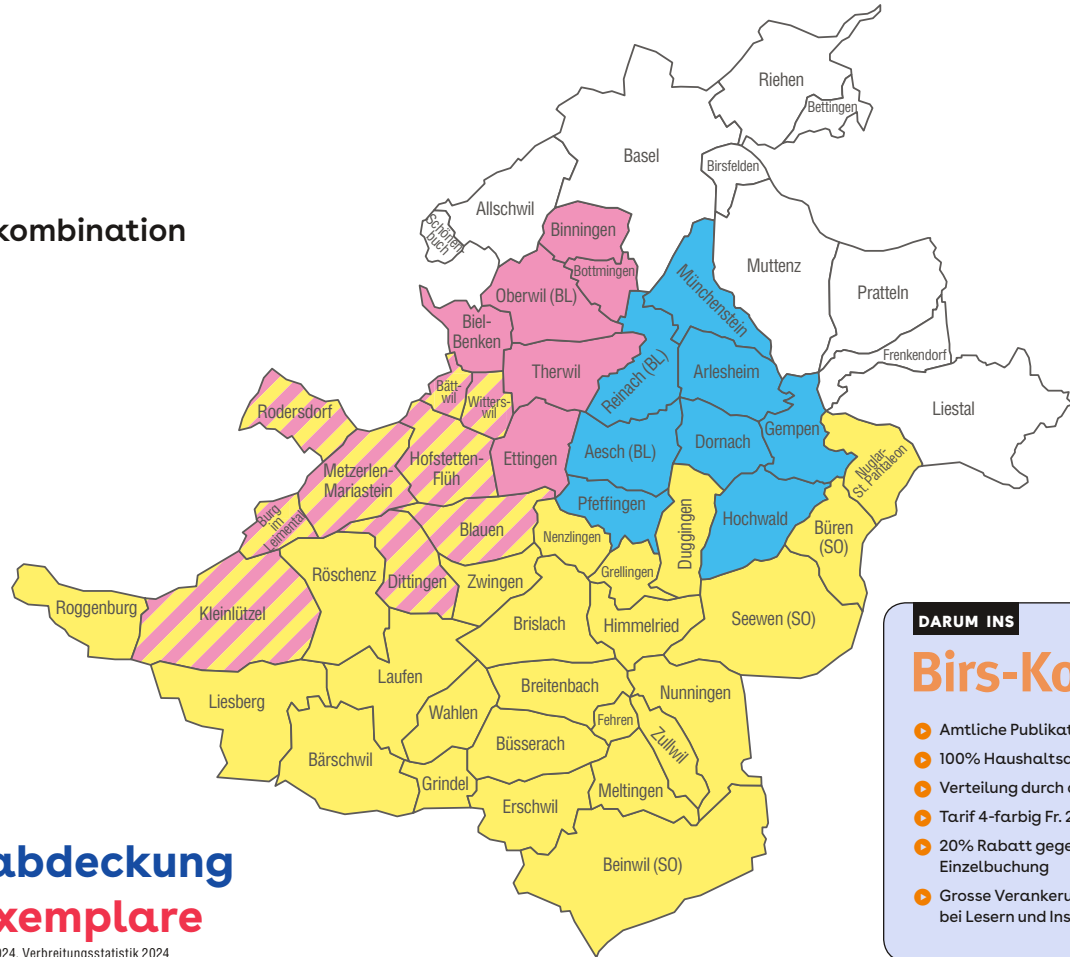 Riehen
Bettingen
Basel
Birsfelden
Allschwil
Schönen-
buch
Binningen
Bottmingen
Muttenz
Münchenstein
Pratteln
Oberwil (BL)
Biel-
Benken
Frenkendorf
Therwil
Reinach (BL)
Arlesheim
Liestal
Bätt-
wil
Witters-
wil
Rodersdorf
Gempen
Dornach
Aesch (BL)
Ettingen
Hofstetten-
Flüh
Metzerlen-
Mariastein
Nuglar-
St. Pantaleon
Pfeffingen
Hochwald
Duggingen
Büren
(SO)
Burg
im
Leimental
Blauen
Nenzlingen
Grellingen
Röschenz
Dittingen
Zwingen
Roggenburg
Kleinlützel
Brislach
Himmelried
Seewen (SO)
Laufen
Liesberg
Breitenbach
Nunningen
Wahlen
Fehren
Zullwil
Büsserach
Bärschwil
Grindel
Meltingen
Erschwil
Beinwil (SO)
kombination
abdeckung
xemplare
024, Verbreitungsstatistik 2024
DARUM INS
Birs-Ko
Amtliche Publikat
100% Haushaltsa
Verteilung durch d
Tarif 4-farbig Fr. 2
20% Rabatt gege
Einzelbuchung
Grosse Verankeru
bei Lesern und Ins